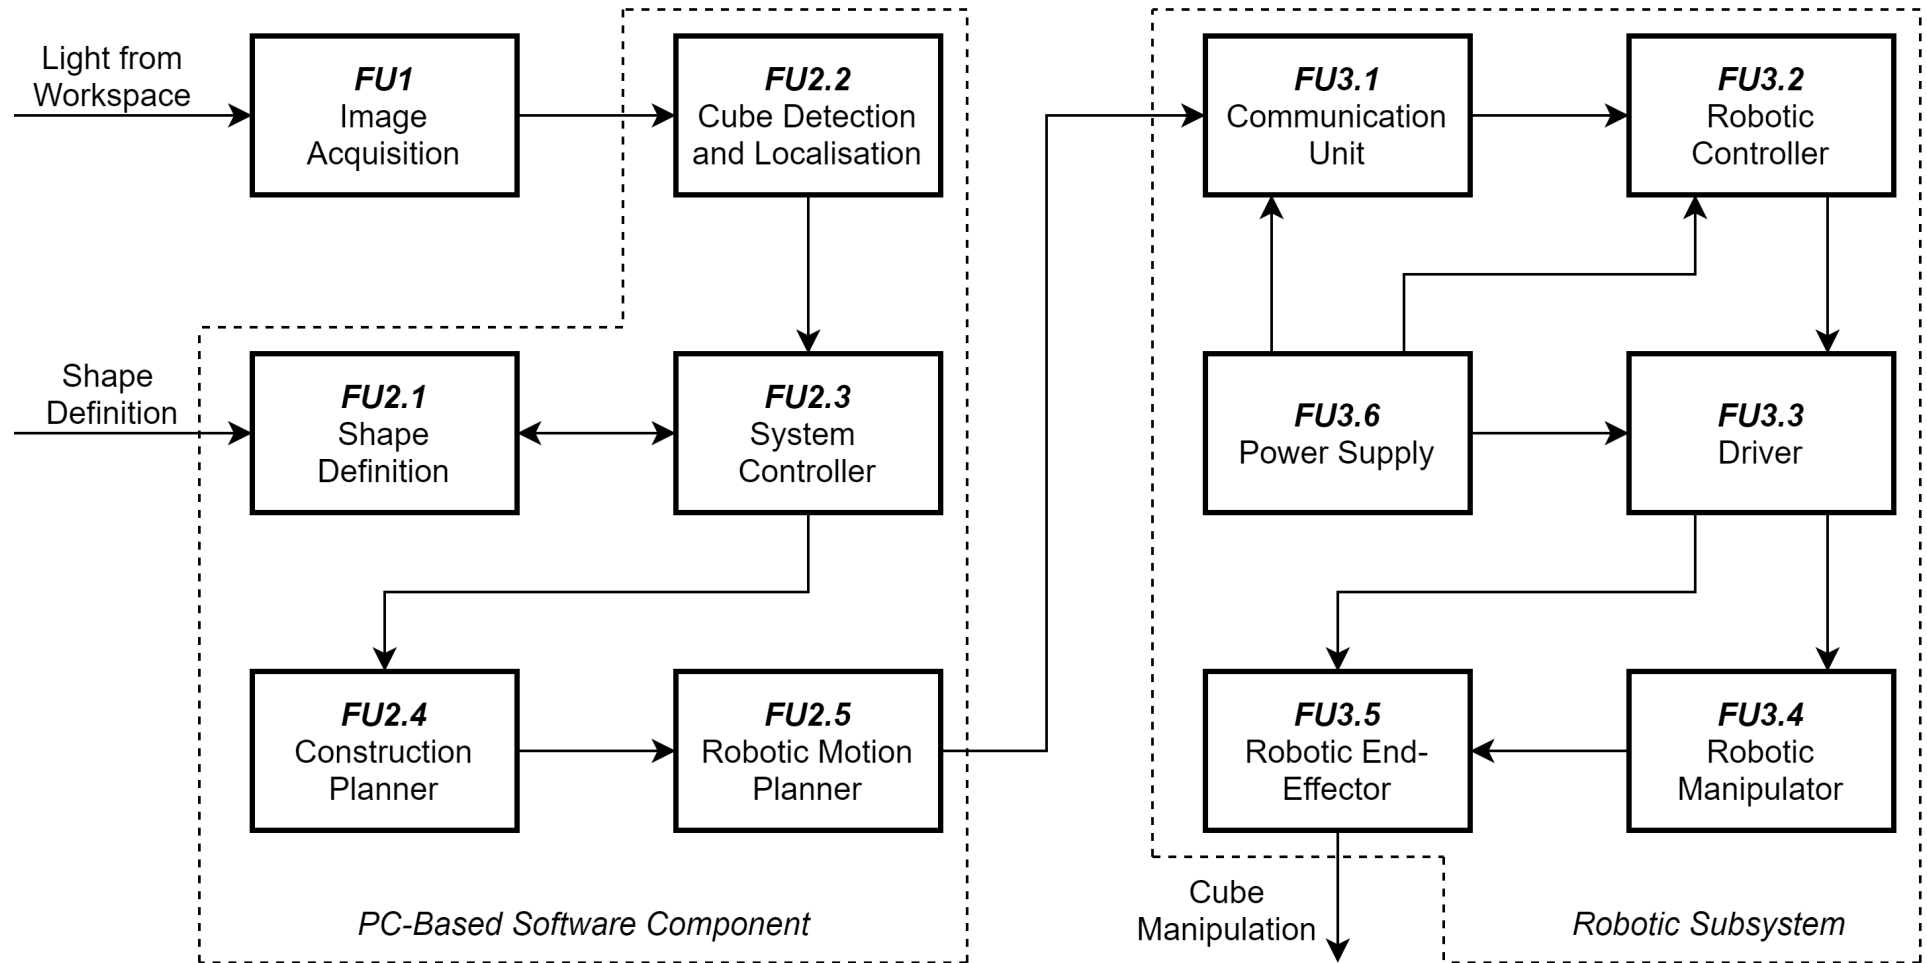 Light from
Workspace
FU1
Image
Acquisition
FU2.2
Cube Detection
and Localisation
FU3.1
Communication
Unit
FU3.2
Robotic
Controller
Shape
Definition
FU2.1
Shape
Definition
FU2.3
System
Controller
FU3.6
Power Supply
FU3.3
Driver
FU2.4
Construction
Planner
FU2.5
Robotic Motion
Planner
FU3.5
Robotic End-
Effector
FU3.4
Robotic
Manipulator
PC-Based Software Component
Cube
Manipulation
Robotic Subsystem